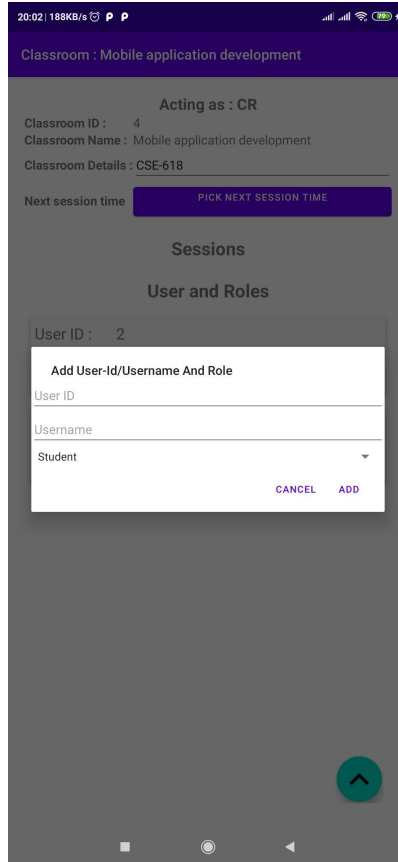 20:02 | 188KB/s
79
Classroom : Mobile application development
Acting as : CR
Classroom ID : 4
Classroom Name : Mobile application development
Classroom Details : CSE-618
Next session time PICK NEXT SESSION TIME
Sessions
User and Roles
User ID : 2
Add User-Id/Username And Role
User ID
Username
Student
CANCEL ADD